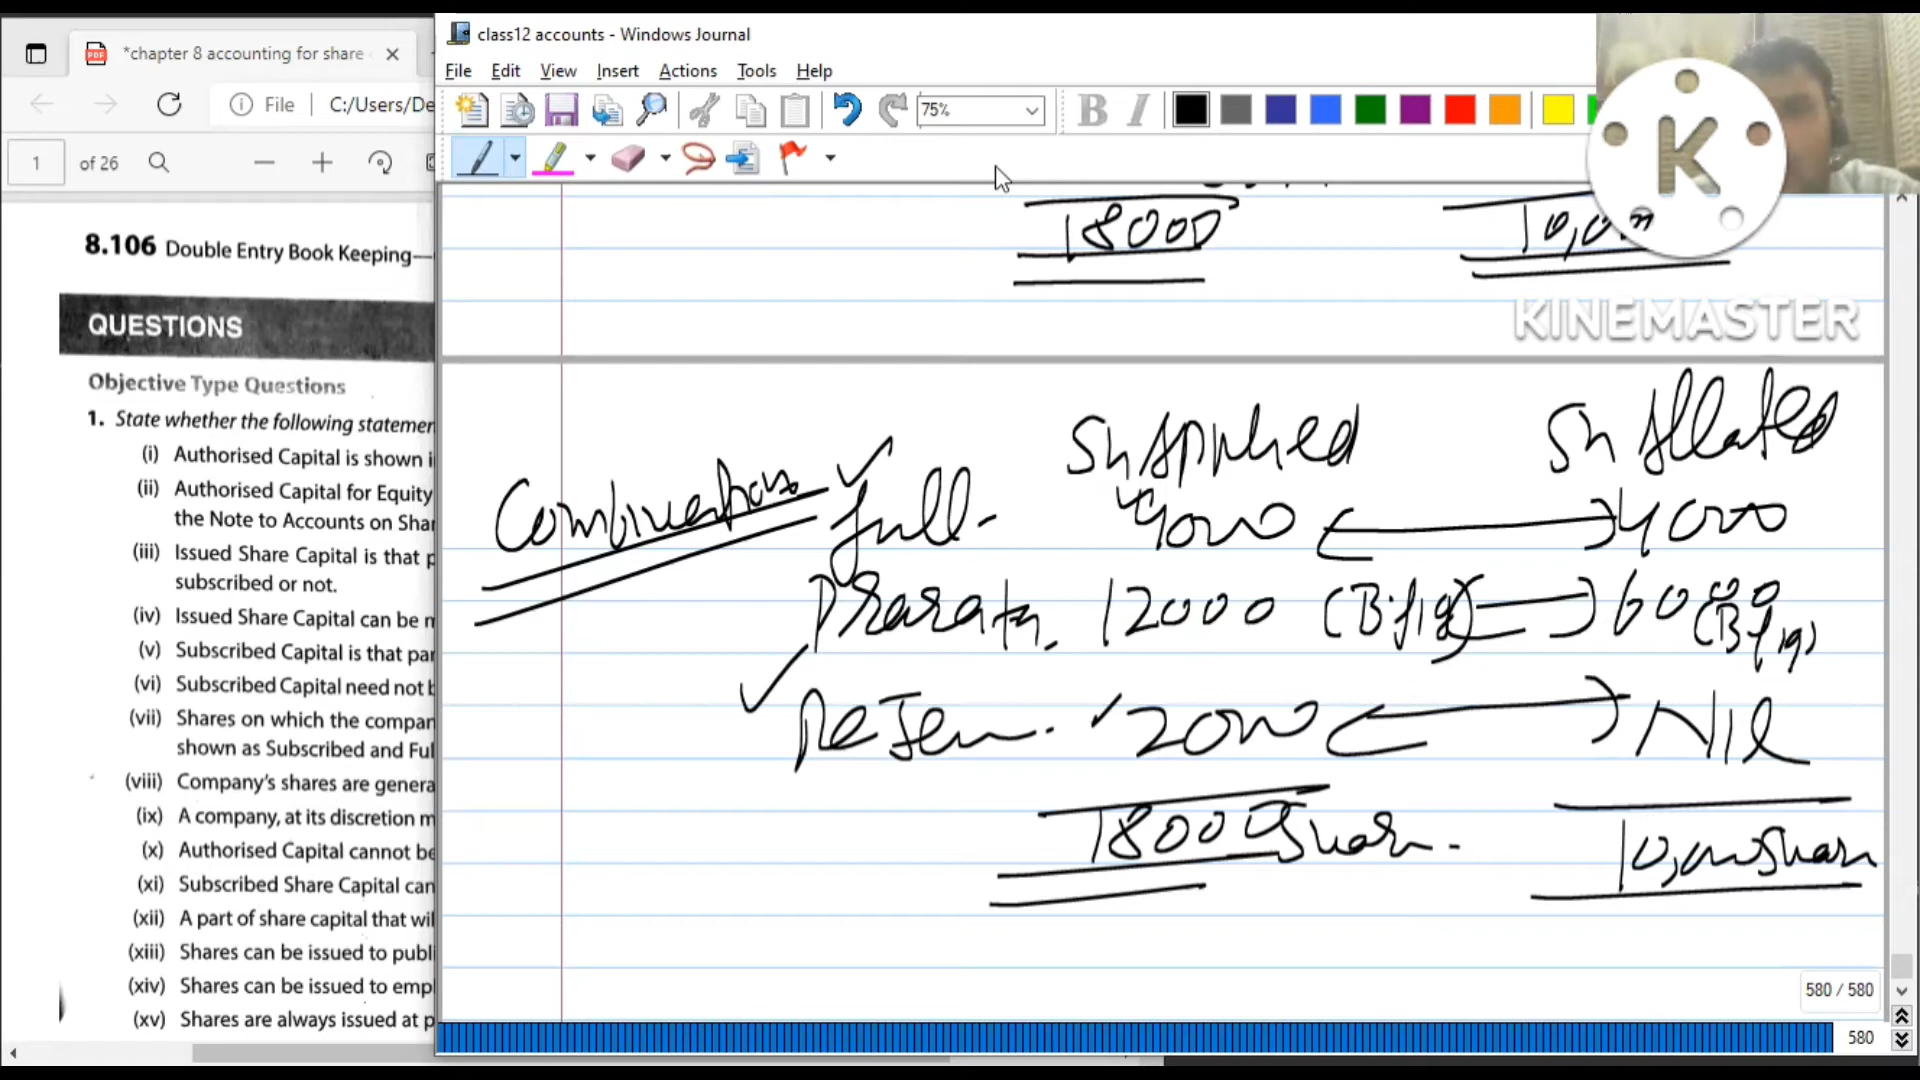 class12 accounts - Windows Journal
*chapter 8 accounting for share
File Edit View Insert Actions Tools Help
File C:/Users/De
75%
B I
1 of 26
K
8.106 Double Entry Book Keeping—
18000 10,000
KINEMASTER
QUESTIONS
Objective Type Questions
1. State whether the following statemen
(i) Authorised Capital is shown i
(ii) Authorised Capital for Equity
the Note to Accounts on Shar
(iii) Issued Share Capital is that p
subscribed or not.
(iv) Issued Share Capital can be m
(v) Subscribed Capital is that par
(vi) Subscribed Capital need not b
(vii) Shares on which the compan
shown as Subscribed and Ful
(viii) Company's shares are genera
(ix) A company, at its discretion m
(x) Authorised Capital cannot be
(xi) Subscribed Share Capital can
(xii) A part of share capital that wil
(xiii) Shares can be issued to publi
(xiv) Shares can be issued to emp
(xv) Shares are always issued at p
Sh Applied Sh Alloted
Combination Full - 4000 4000
Prorata. 12000 (B.fig) 6000 (B fig)
Rejen. 2000 Nil
18000 Share. 10,000 Share
580 / 580
580